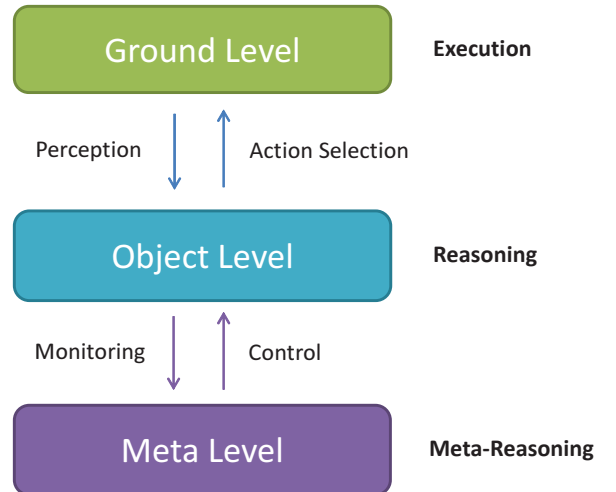 Ground Level
Execution
Perception
Action Selection
Object Level
Reasoning
Monitoring
Control
Meta Level
Meta-Reasoning